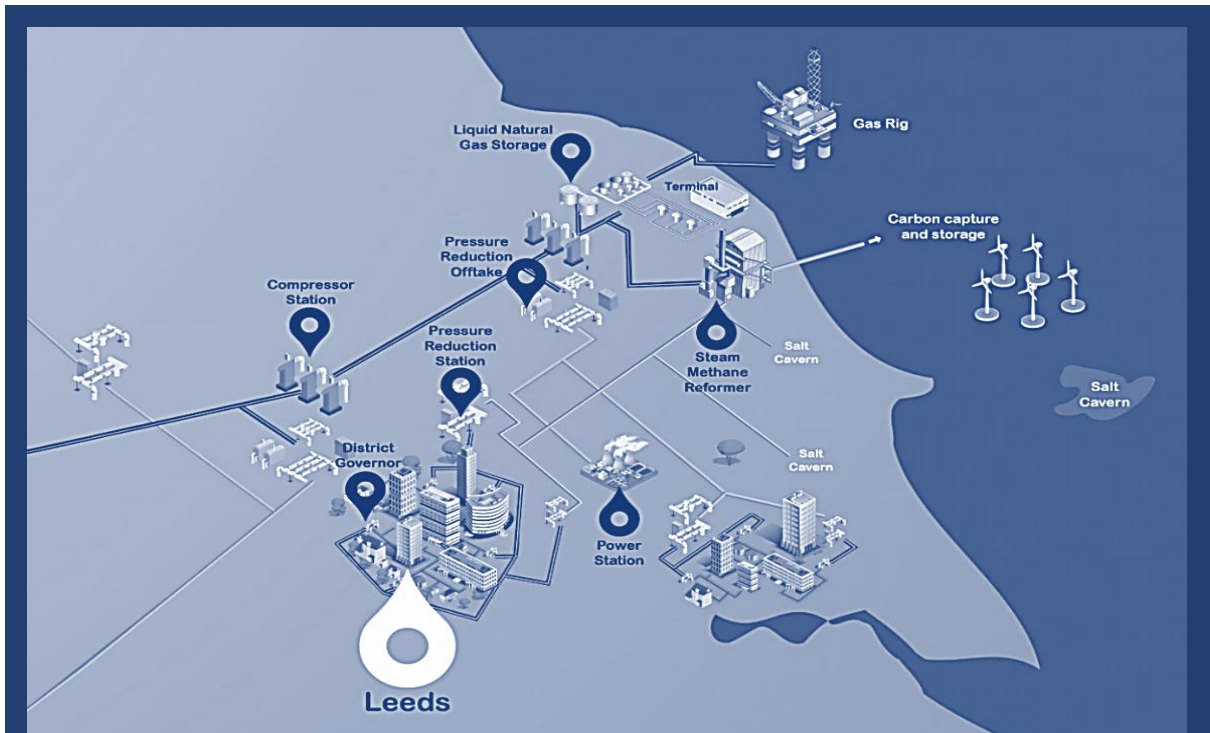 Gas Rig
Liquid Natural
Gas Storage
Terminal
Carbon capture
and storage
Pressure
Reduction
Offtake
Compressor
Station
Pressure
Reduction
Station
Salt
Cavern
Steam
Methane
Reformer
Salt
Cavern
District
Governor
Salt
Cavern
Power
Station
Leeds